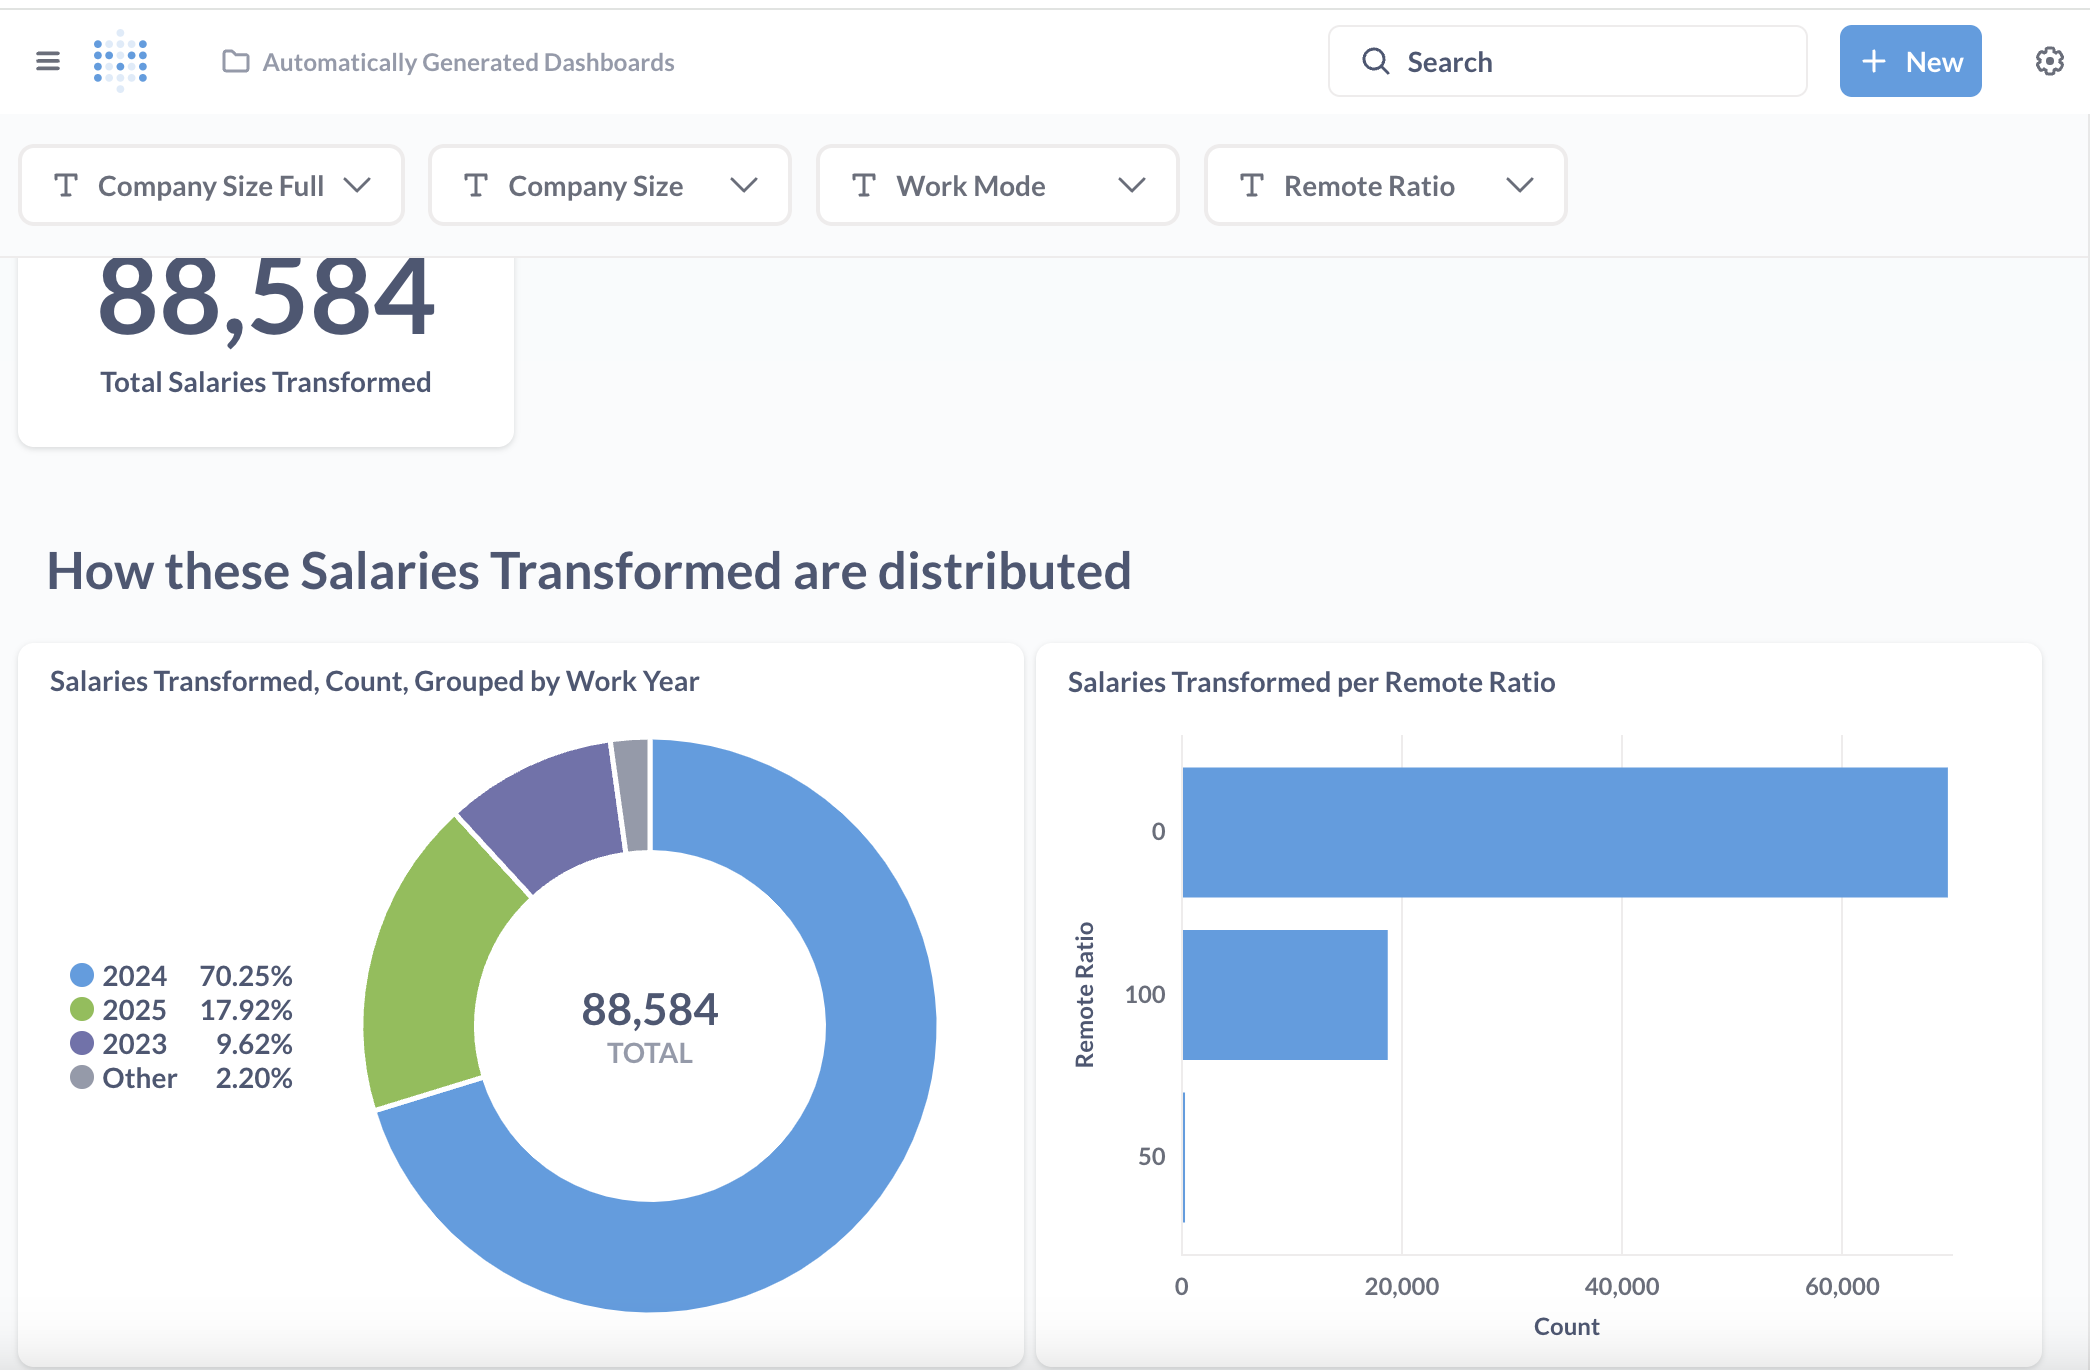 Automatically Generated Dashboards
Search
+ New
Company Size Full
Company Size
Work Mode
Remote Ratio
88,584
Total Salaries Transformed
How these Salaries Transformed are distributed
Salaries Transformed, Count, Grouped by Work Year
2024 70.25%
2025 17.92%
2023 9.62%
Other 2.20%
88,584
TOTAL
Salaries Transformed per Remote Ratio
Remote Ratio
0
100
50
0 20,000 40,000 60,000
Count